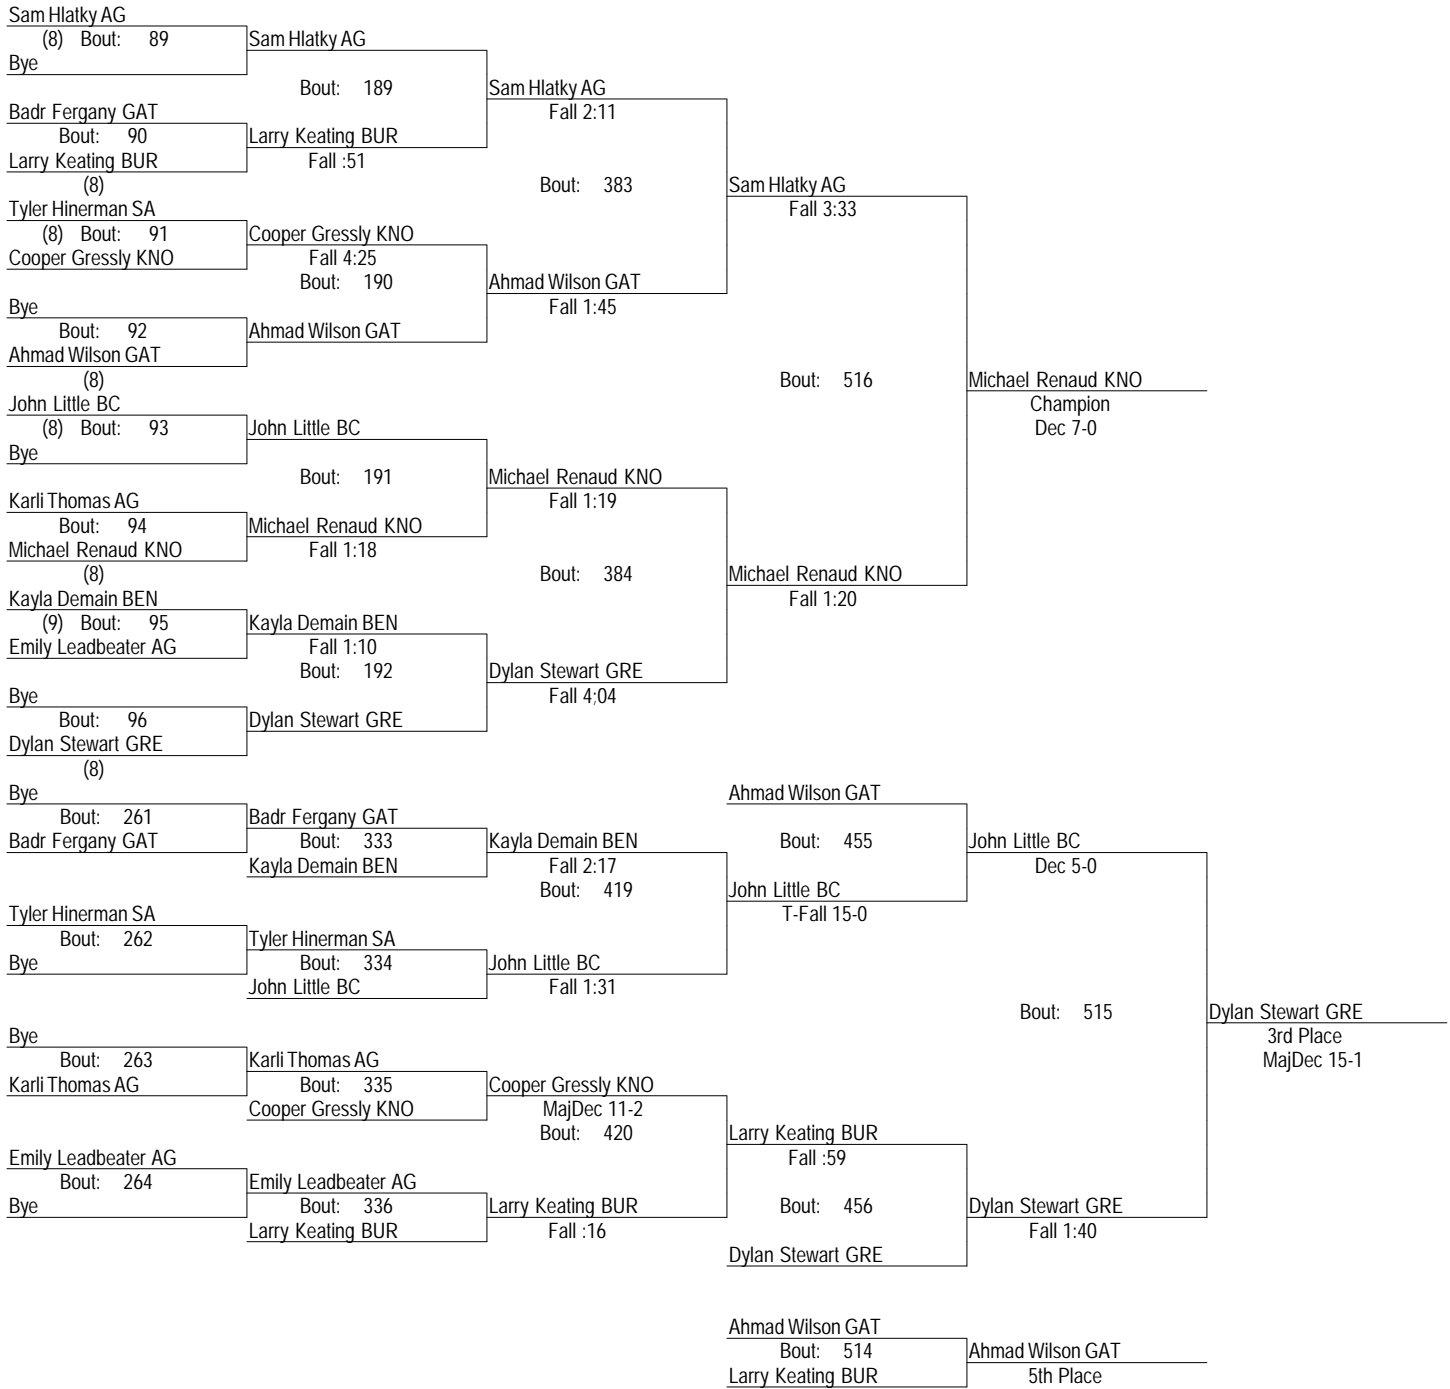 Sam Hlatky AG
(8) Bout: 89
Sam Hlatky AG
Bye
Bout: 189
Sam Hlatky AG
Fall 2:11
Badr Fergany GAT
Bout: 90
Larry Keating BUR
Larry Keating BUR
Fall :51
(8)
Bout: 383
Sam Hlatky AG
Fall 3:33
Tyler Hinerman SA
(8) Bout: 91
Cooper Gressly KNO
Cooper Gressly KNO
Fall 4:25
Bout: 190
Ahmad Wilson GAT
Fall 1:45
Bye
Bout: 92
Ahmad Wilson GAT
Ahmad Wilson GAT
(8)
Bout: 516
Michael Renaud KNO
Champion
Dec 7-0
John Little BC
(8) Bout: 93
John Little BC
Bye
Bout: 191
Michael Renaud KNO
Fall 1:19
Karli Thomas AG
Bout: 94
Michael Renaud KNO
Michael Renaud KNO
Fall 1:18
(8)
Bout: 384
Michael Renaud KNO
Fall 1:20
Kayla Demain BEN
(9) Bout: 95
Kayla Demain BEN
Emily Leadbeater AG
Fall 1:10
Bout: 192
Dylan Stewart GRE
Fall 4;04
Bye
Bout: 96
Dylan Stewart GRE
Dylan Stewart GRE
(8)
Bye
Bout: 261
Badr Fergany GAT
Badr Fergany GAT
Bout: 333
Kayla Demain BEN
Kayla Demain BEN
Fall 2:17
Bout: 419
Ahmad Wilson GAT
Bout: 455
John Little BC
Dec 5-0
John Little BC
T-Fall 15-0
Tyler Hinerman SA
Bout: 262
Tyler Hinerman SA
Bye
Bout: 334
John Little BC
John Little BC
Fall 1:31
Bout: 515
Dylan Stewart GRE
3rd Place
MajDec 15-1
Bye
Bout: 263
Karli Thomas AG
Karli Thomas AG
Bout: 335
Cooper Gressly KNO
Cooper Gressly KNO
MajDec 11-2
Bout: 420
Larry Keating BUR
Fall :59
Emily Leadbeater AG
Bout: 264
Emily Leadbeater AG
Bye
Bout: 336
Larry Keating BUR
Larry Keating BUR
Fall :16
Bout: 456
Dylan Stewart GRE
Fall 1:40
Dylan Stewart GRE
Ahmad Wilson GAT
Bout: 514
Ahmad Wilson GAT
Larry Keating BUR
5th Place